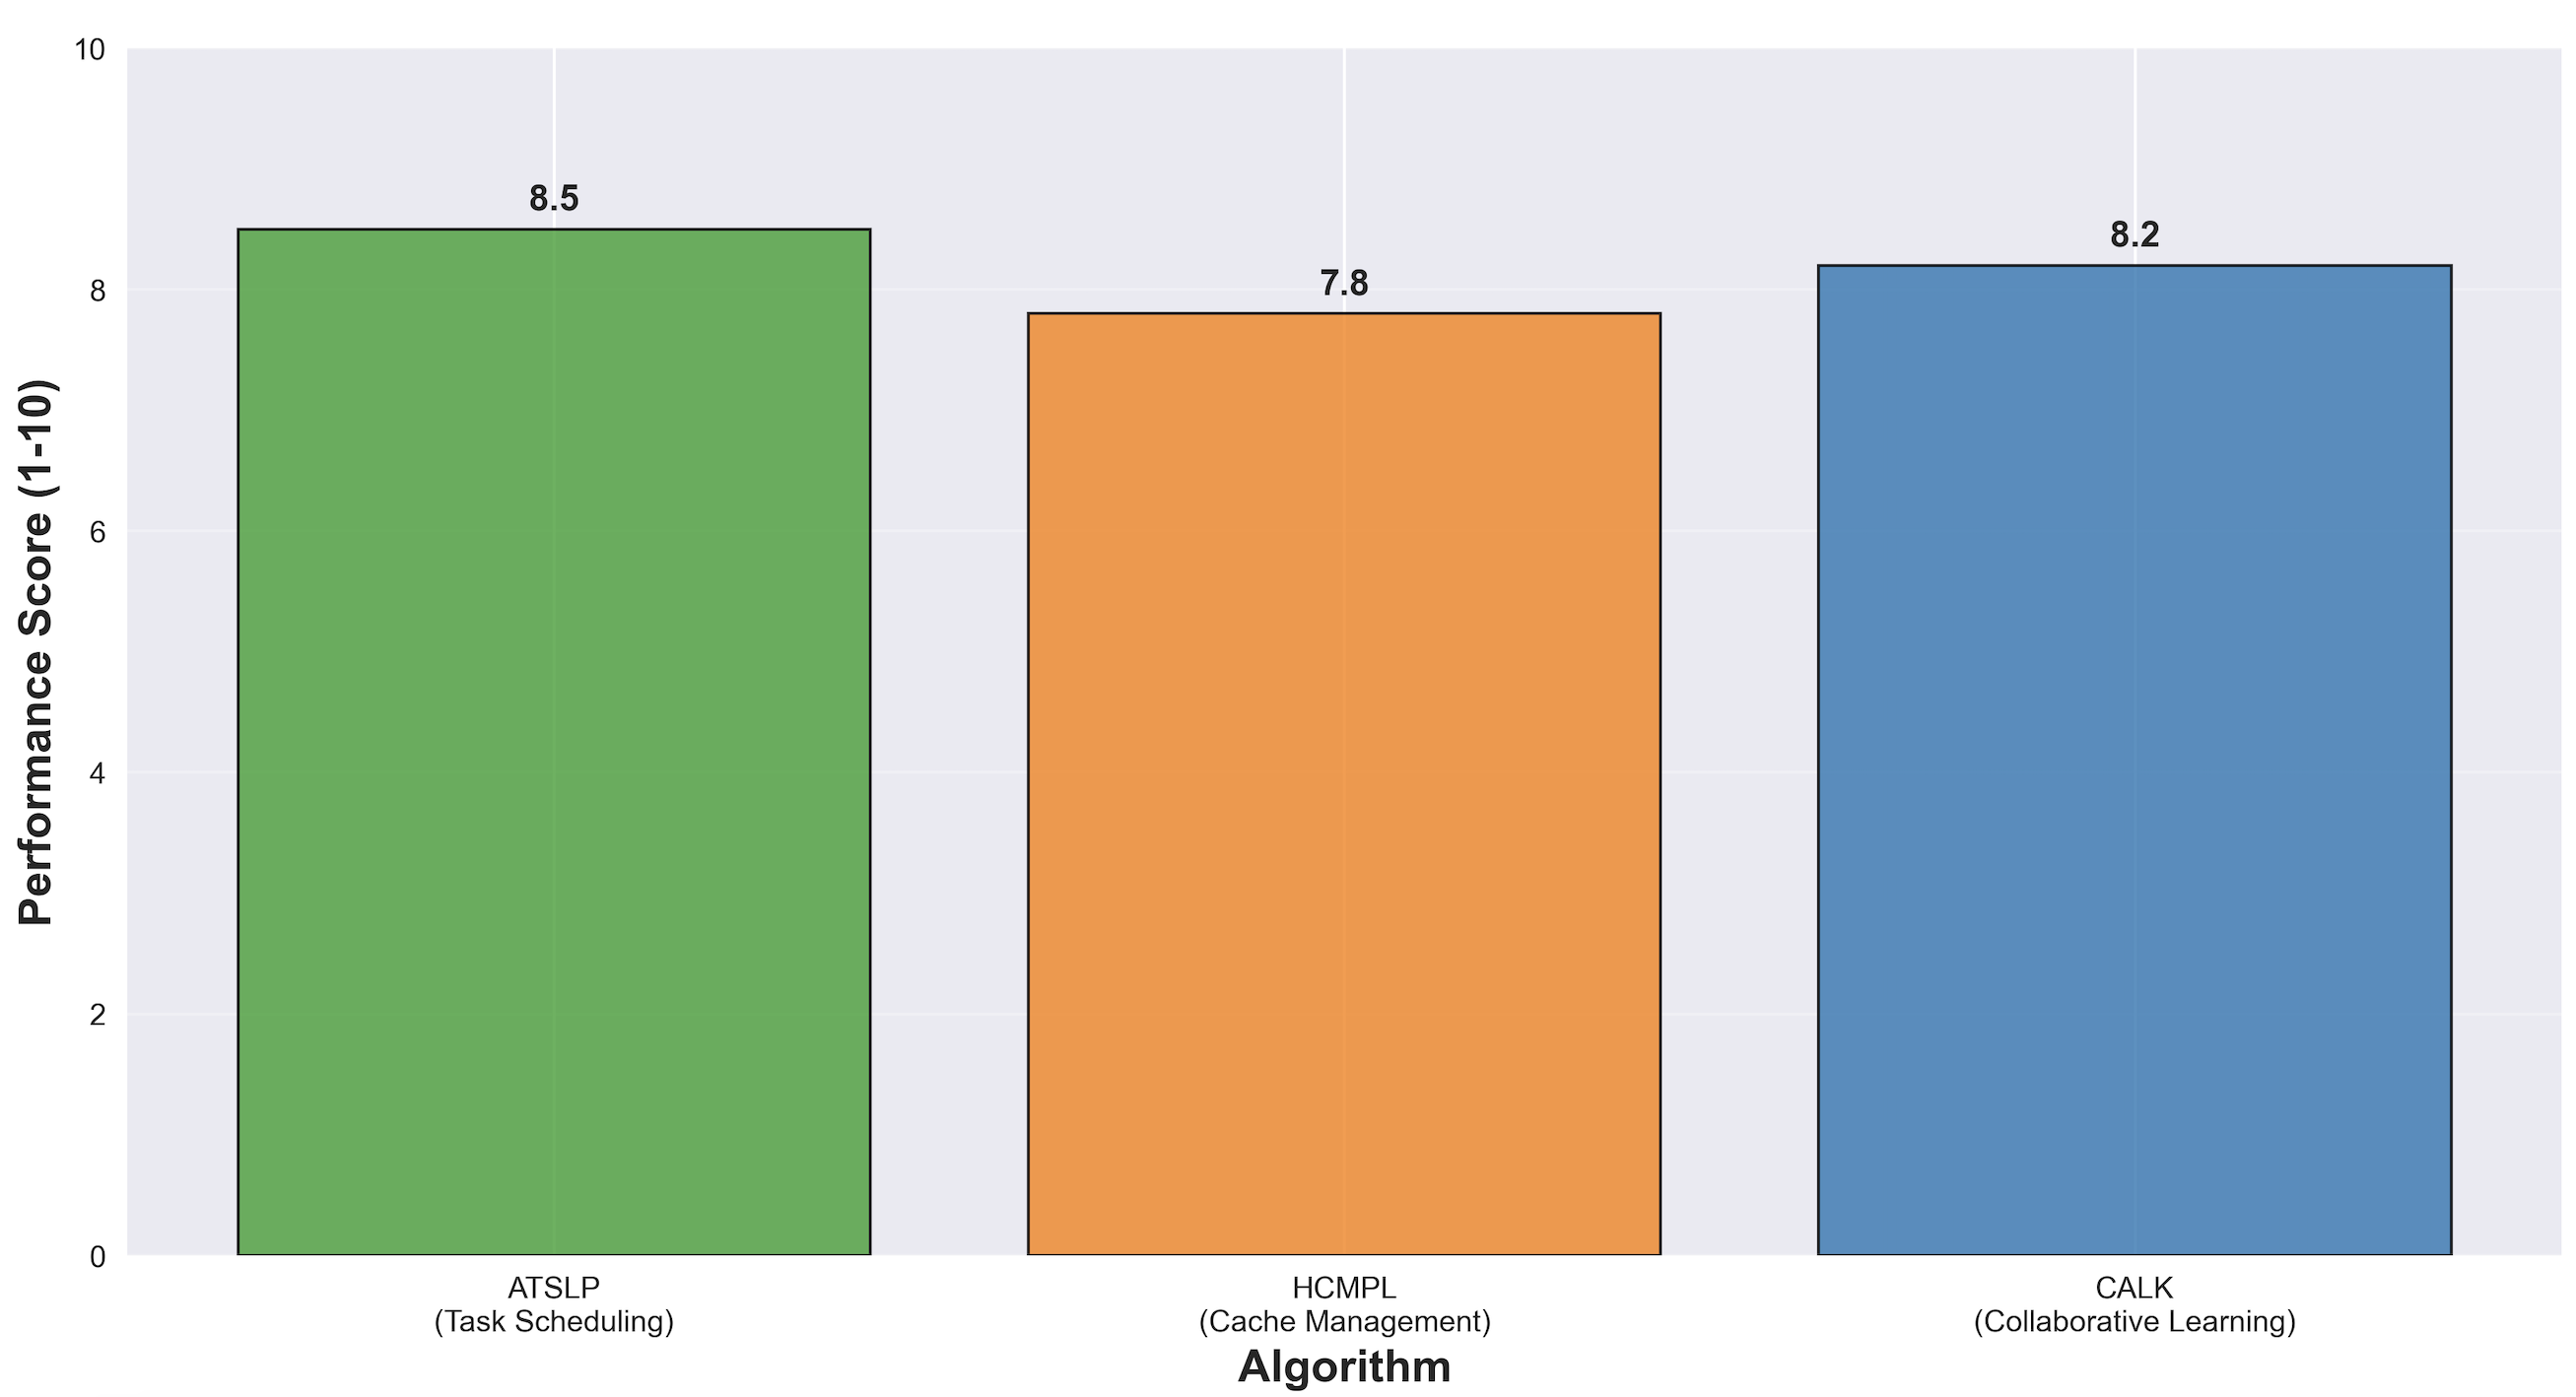 10
8
6
4
2
0
Performance Score (1-10)
8.5
7.8
8.2
ATSLP
(Task Scheduling)
HCMPL
(Cache Management)
CALK
(Collaborative Learning)
Algorithm